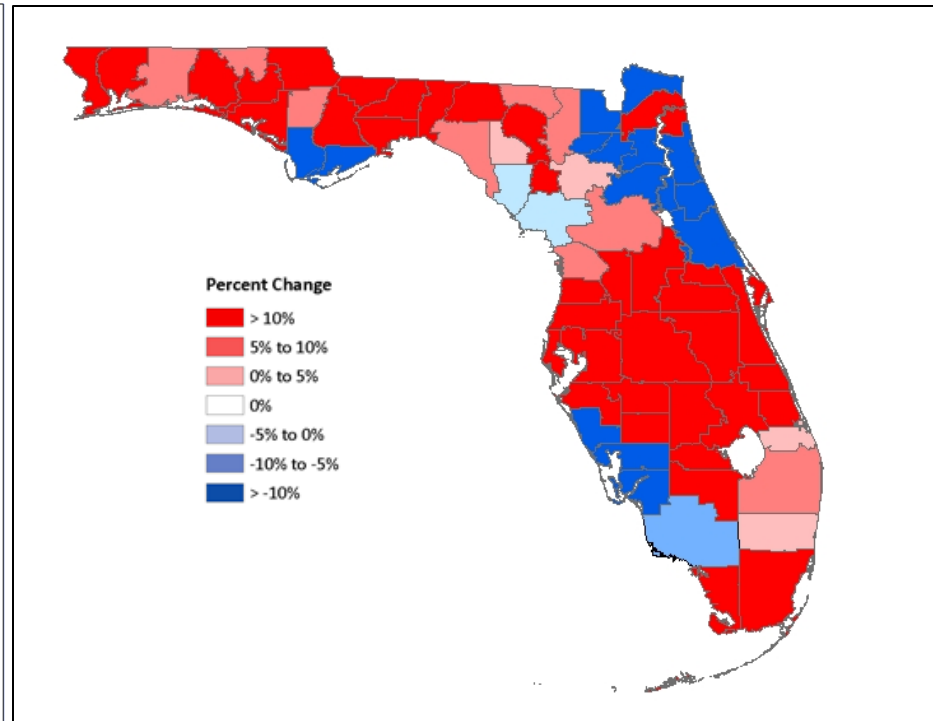 Percent Change
> 10%
5% to 10%
0% to 5%
0%
-5% to 0%
-10% to -5%
> -10%